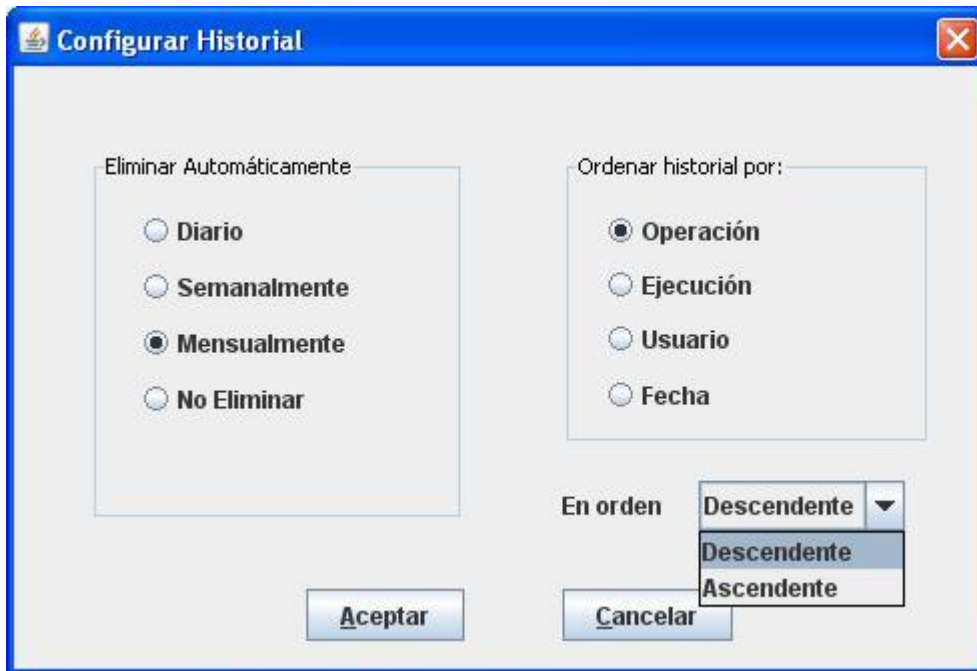 Configurar Historial
Eliminar Automáticamente
Diario
Semanalmente
Mensualmente
No Eliminar
Ordenar historial por:
Operación
Ejecución
Usuario
Fecha
En orden Descendente
Descendente
Ascendente
Aceptar Cancelar